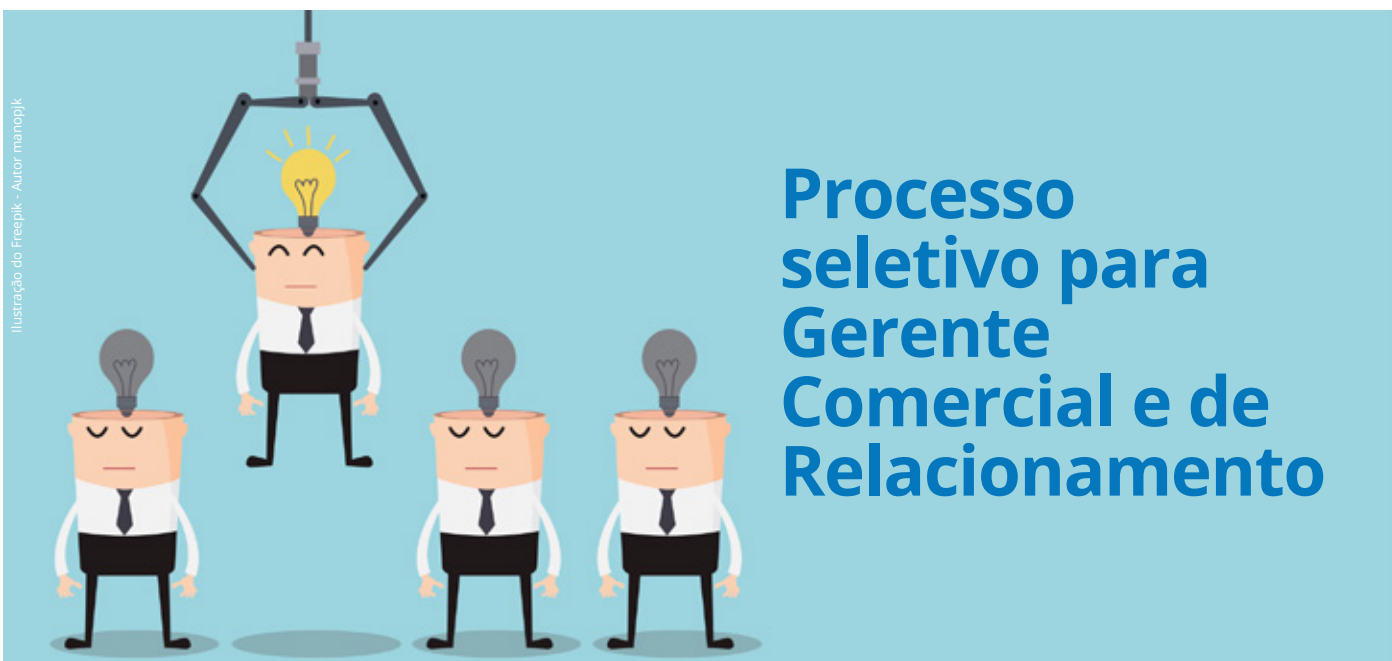 Ilustração do Freepik - Autor manopjk
Processo
seletivo para
Gerente
Comercial e de
Relacionamento